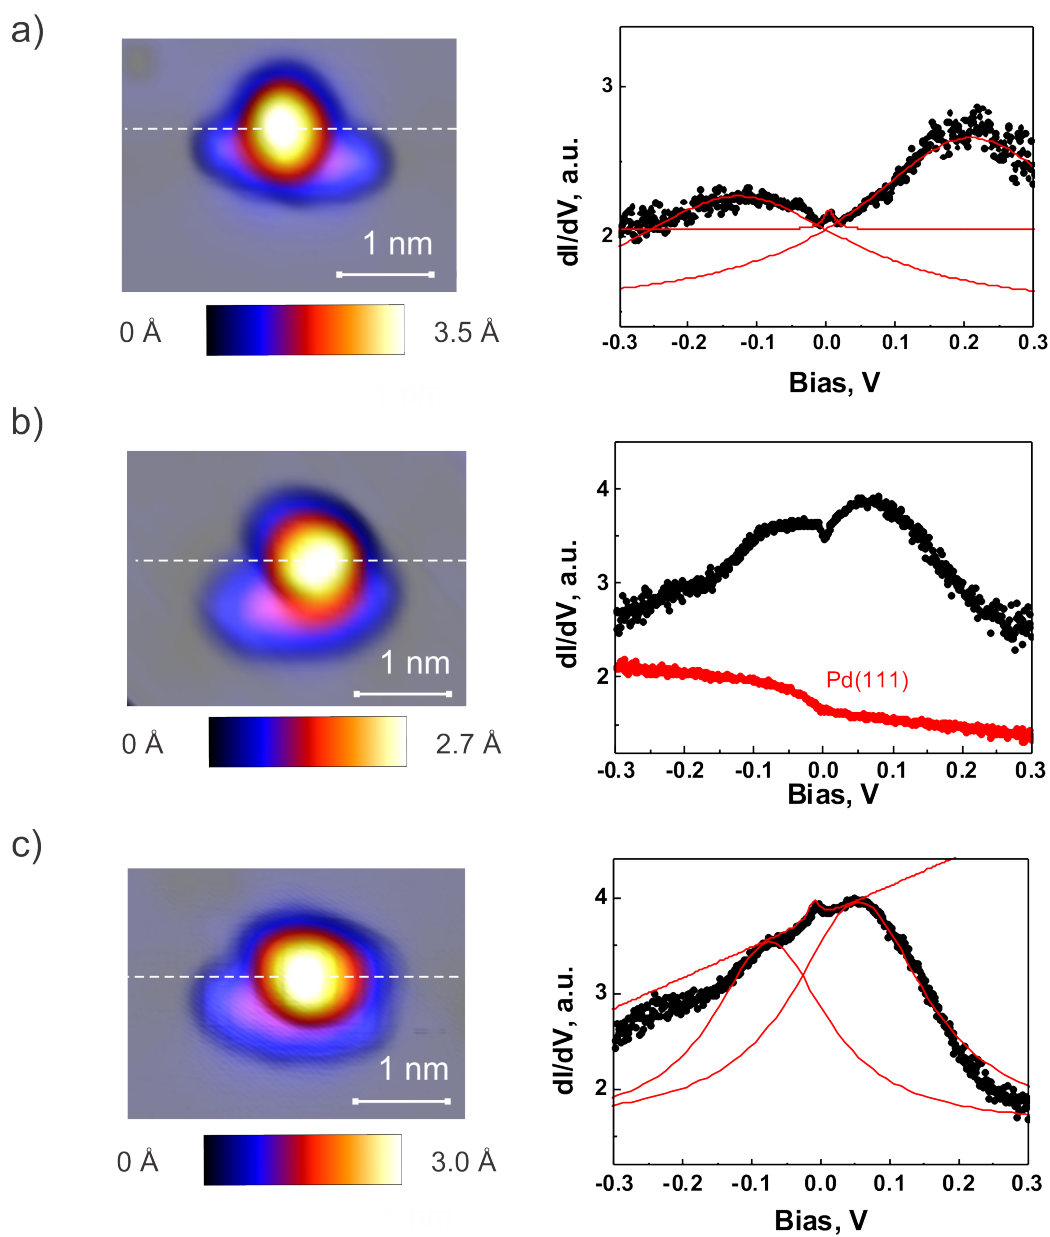 a)
1 nm
0 Å
3.5 Å
dI/dV, a.u.
3
2
-0.3 -0.2 -0.1 0.0 0.1 0.2 0.3
Bias, V
b)
1 nm
0 Å
2.7 Å
dI/dV, a.u.
4
3
2
Pd(111)
-0.3 -0.2 -0.1 0.0 0.1 0.2 0.3
Bias, V
c)
1 nm
0 Å
3.0 Å
dI/dV, a.u.
4
3
2
-0.3 -0.2 -0.1 0.0 0.1 0.2 0.3
Bias, V